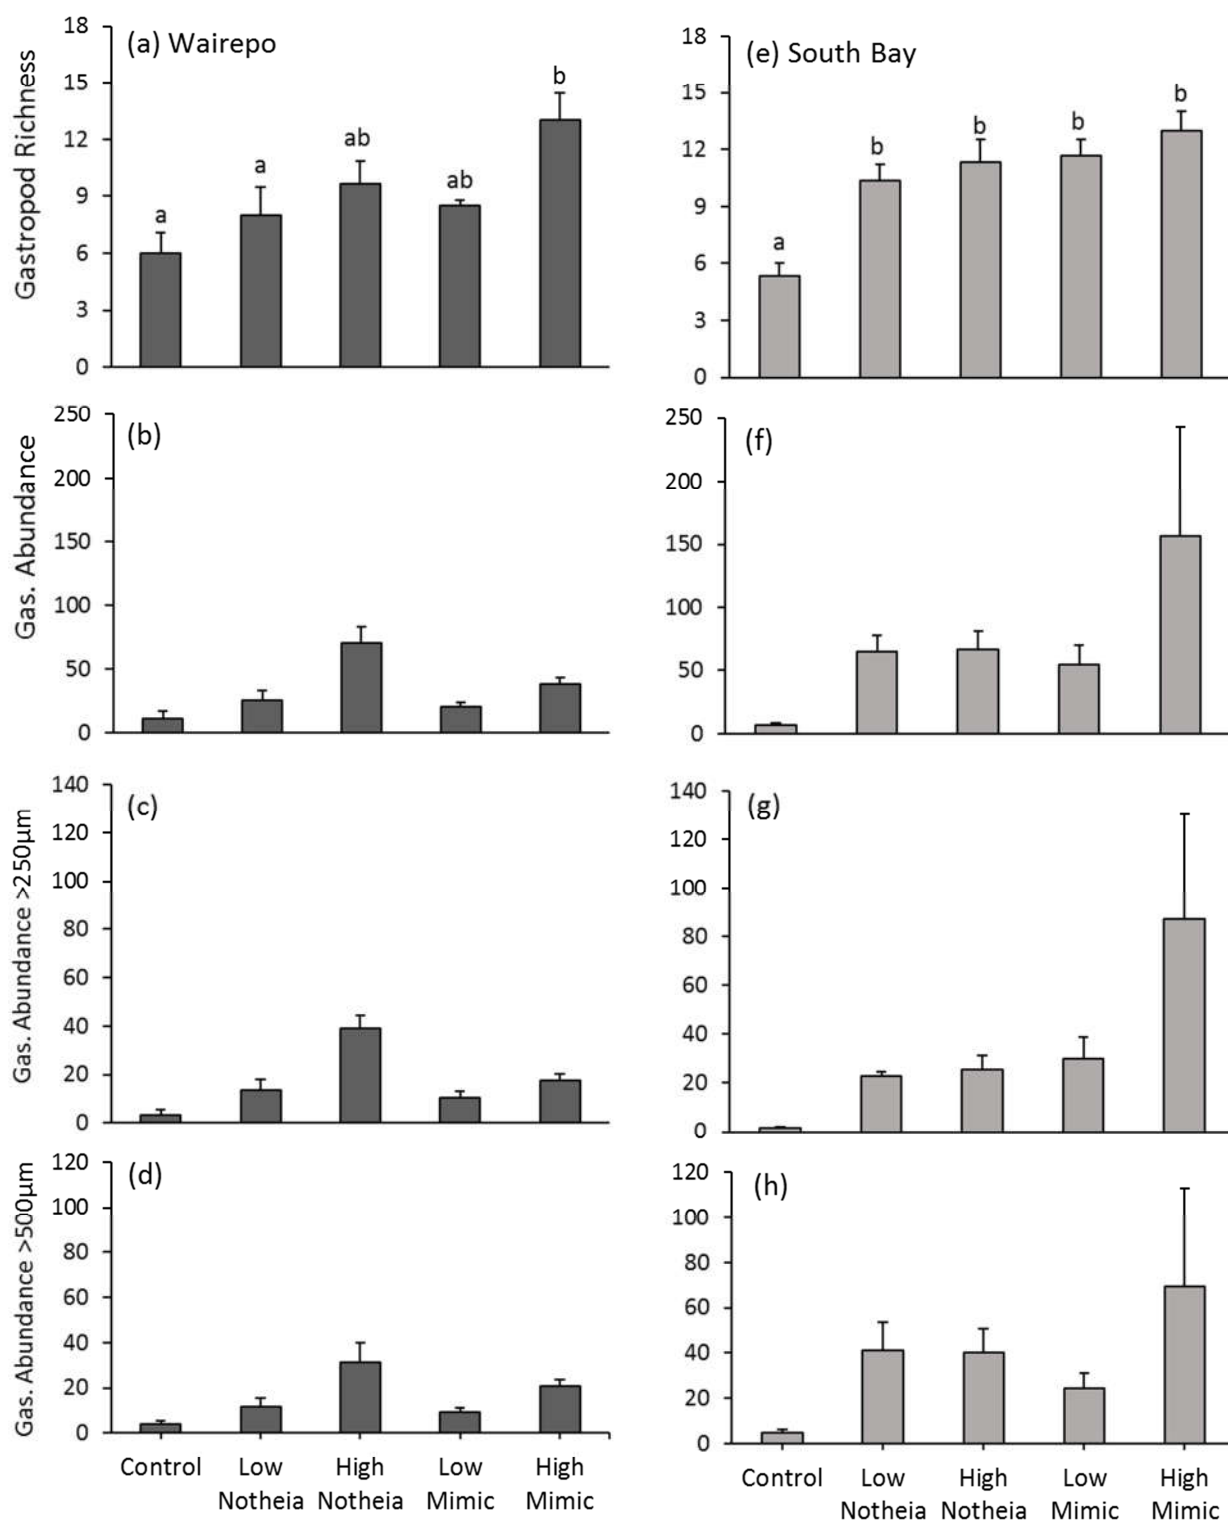 (a) Wairepo
Gastropod Richness
18
15
12
9
6
3
0
a
a
ab
ab
b
(e) South Bay
18
15
12
9
6
3
0
a
b
b
b
b
(b)
Gas. Abundance
250
200
150
100
50
0
(f)
250
200
150
100
50
0
(c)
Gas. Abundance >250µm
140
120
100
80
60
40
20
0
(g)
140
120
100
80
60
40
20
0
(d)
Gas. Abundance >500µm
120
100
80
60
40
20
0
Control
Low
Notheia
High
Notheia
Low
Mimic
High
Mimic
(h)
120
100
80
60
40
20
0
Control
Low
Notheia
High
Notheia
Low
Mimic
High
Mimic